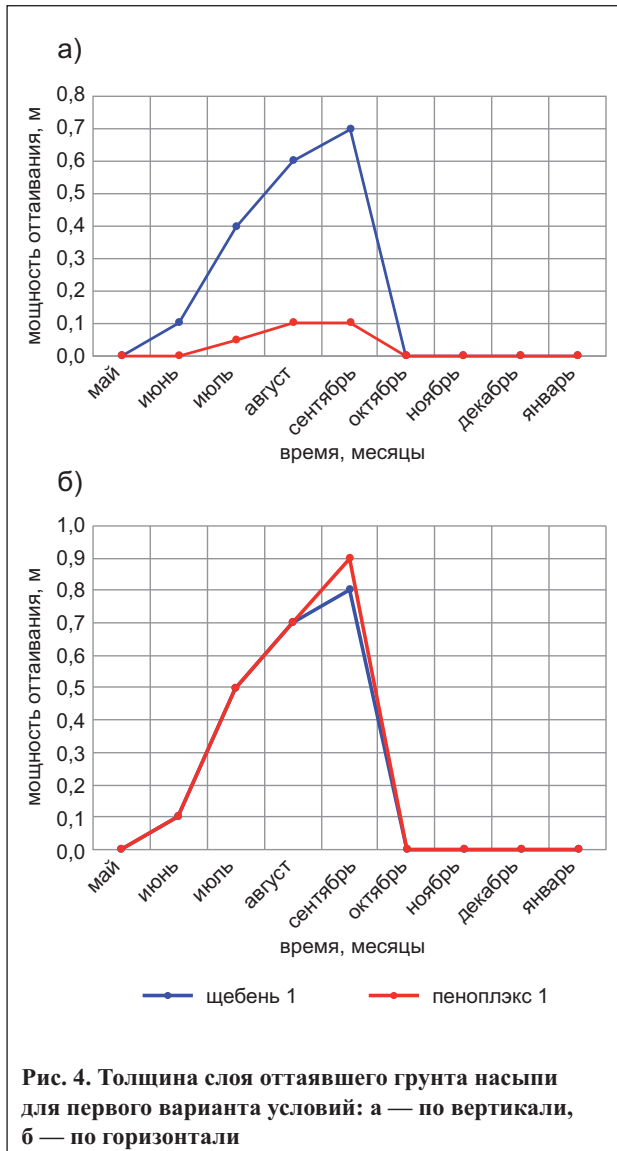 а)
мощность оттаивания, м
0,8
0,7
0,6
0,5
0,4
0,3
0,2
0,1
0,0
май
июнь
июль
август
сентябрь
октябрь
ноябрь
декабрь
январь
время, месяцы
б)
мощность оттаивания, м
1,0
0,9
0,8
0,7
0,6
0,5
0,4
0,3
0,2
0,1
0,0
май
июнь
июль
август
сентябрь
октябрь
ноябрь
декабрь
январь
время, месяцы
щебень 1 пеноплэкс 1
Рис. 4. Толщина слоя оттаявшего грунта насыпи
для первого варианта условий: а — по вертикали,
б — по горизонтали